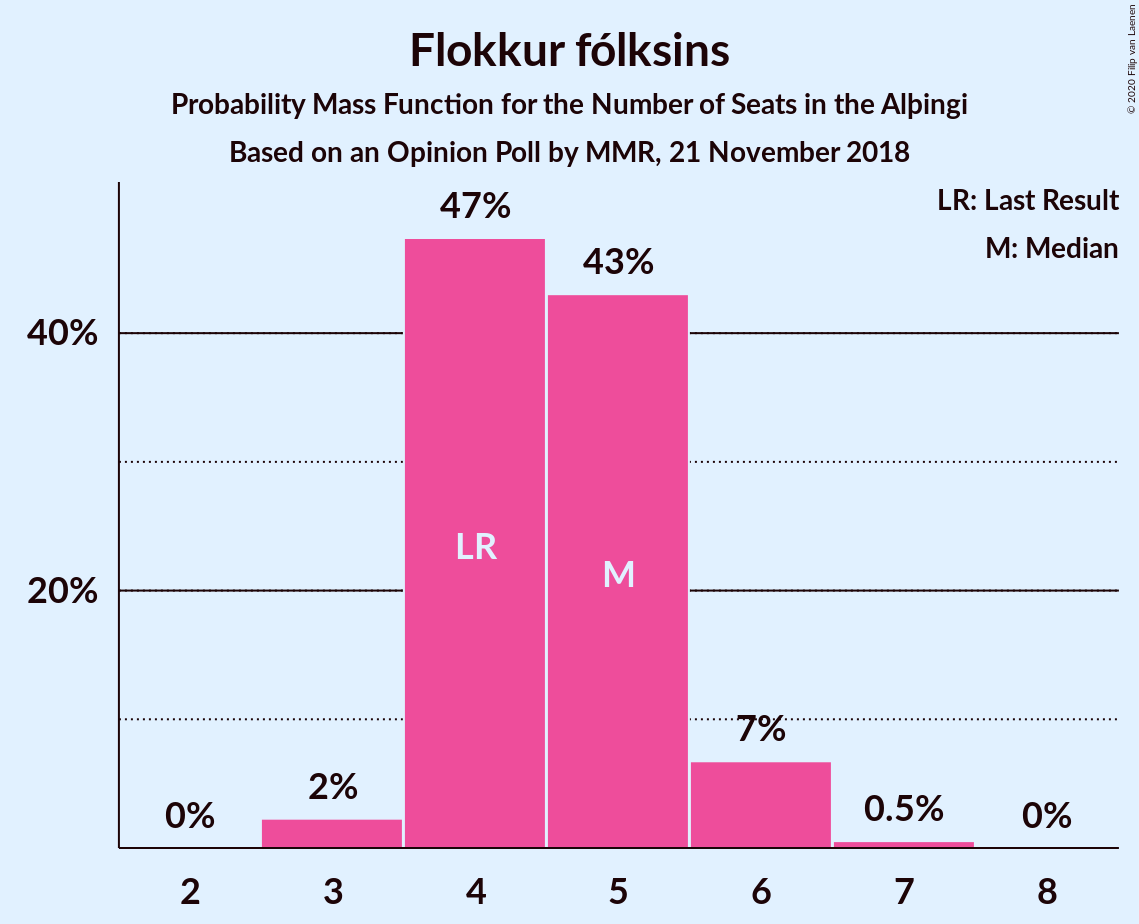 Flokkur fólksins
Probability Mass Function for the Number of Seats in the Alþingi
Based on an Opinion Poll by MMR, 21 November 2018
© 2020 Filip van Laenen
LR: Last Result
M: Median
47%
43%
40%
LR
M
20%
7%
2%
0.5%
0%
0%
2 3 4 5 6 7 8